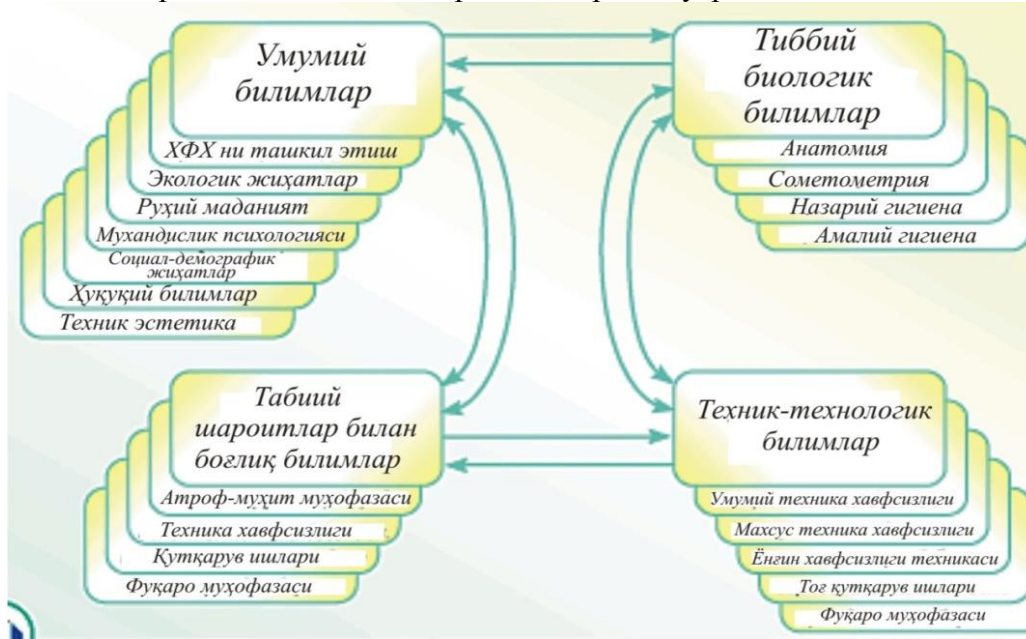 Умумий
билимлар
ХФХ ни ташкил этиш
Экологик жиҳатлар
Руҳий маданият
Мухандислик психологияси
Социал-демографик
жиҳатлар
Ҳуқуқий билимлар
Техник эстетика
Тиббий
биологик
билимлар
Анатомия
Сометометрия
Назарий гигиена
Амалий гигиена
Табиий
шароитлар билан
боғлиқ билимлар
Атроф-муҳит муҳофазаси
Техника хавфсизлиги
Қутқарув ишлари
Фуқаро муҳофазаси
Техник-технологик
билимлар
Умумий техника хавфсизлиги
Махсус техника хавфсизлиги
Ёнғин хавфсизлиги техникаси
Тоғ қутқарув ишлари
Фуқаро муҳофазаси